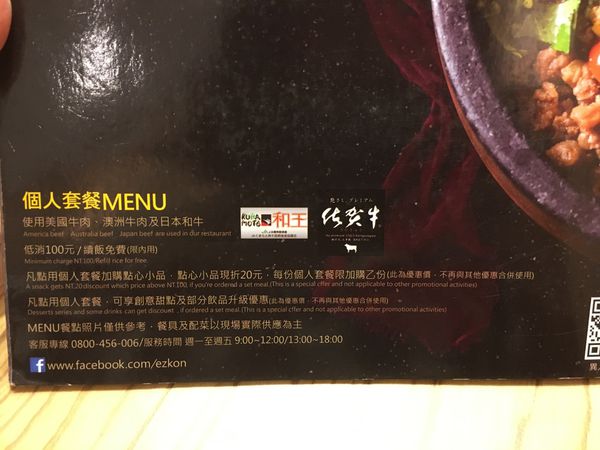 個人套餐MENU
使用美國牛肉、澳洲牛肉及日本和牛
America beef Australia beef Japan beef are used in our restaurant
KUMAMOTO 和王
佐賀牛
低消100元/續飯免費(限內用)
Minimum charge NT.100/Refill rice for free.
凡點用個人套餐加購點心小品，點心小品現折20元，每份個人套餐限加購乙份(此為優惠價，不再與其他優惠合併使用)
A snack gets NT.20 discount which price above NT.100, if you're ordered a set meal.(This is a special offer and not applicable to other promotional activities)
凡點用個人套餐，可享創意甜點及部分飲品升級優惠(此為優惠價，不再與其他優惠合併使用)
Desserts series and some drinks can get discount , if ordered a set meal.(This is a special offer and not applicable to other promotional activities)
MENU餐點照片僅供參考，餐具及配菜以現場實際供應為主
客服專線 0800-456-006/服務時間 週一至週五 9:00~12:00/13:00~18:00
www.facebook.com/ezkon
異